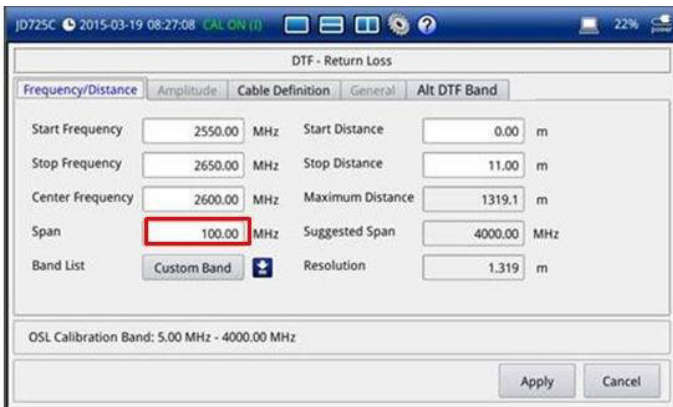 JD725C 2015-03-19 08:27:08 CAL ON (I) ? 22% power
DTF - Return Loss
Frequency/Distance Amplitude Cable Definition General Alt DTF Band
Start Frequency 2550.00 MHz Start Distance 0.00 m
Stop Frequency 2650.00 MHz Stop Distance 11.00 m
Center Frequency 2600.00 MHz Maximum Distance 1319.1 m
Span 100.00 MHz Suggested Span 4000.00 MHz
Band List Custom Band Resolution 1.319 m
OSL Calibration Band: 5.00 MHz - 4000.00 MHz
Apply Cancel